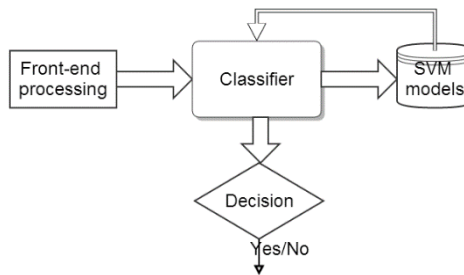 Front-end
processing
Classifier
SVM
models
Decision
Yes/No